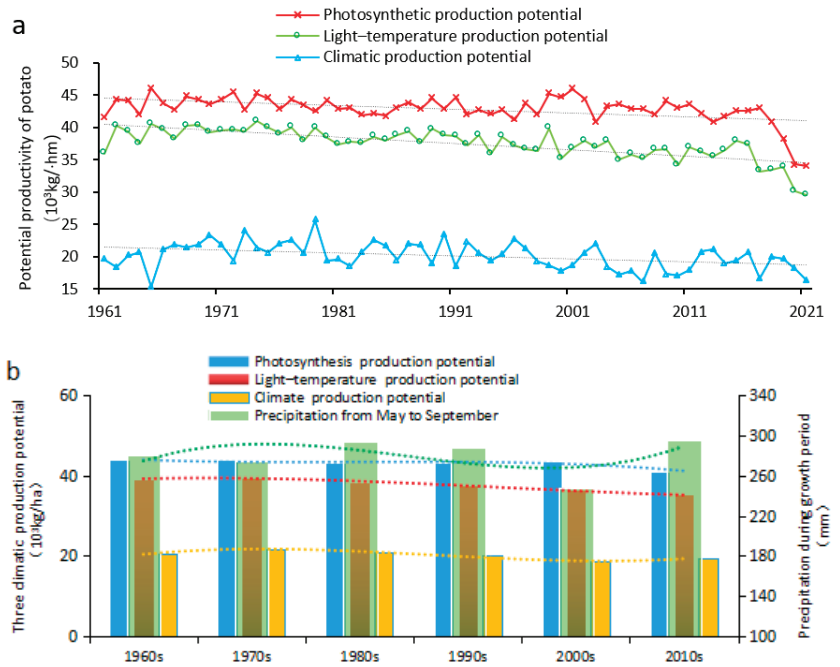 a
Photosynthetic production potential
Light–temperature production potential
Climatic production potential
Potential productivity of potato
(10³kg/·hm)
50
45
40
35
30
25
20
15
1961
1971
1981
1991
2001
2011
2021
b
Photosynthesis production potential
Light–temperature production potential
Climate production potential
Precipitation from May to September
Three dimatic production potential
(10³kg/ha)
60
40
20
0
340
300
260
220
180
140
100
Precipitation during growth period
(mm)
1960s
1970s
1980s
1990s
2000s
2010s